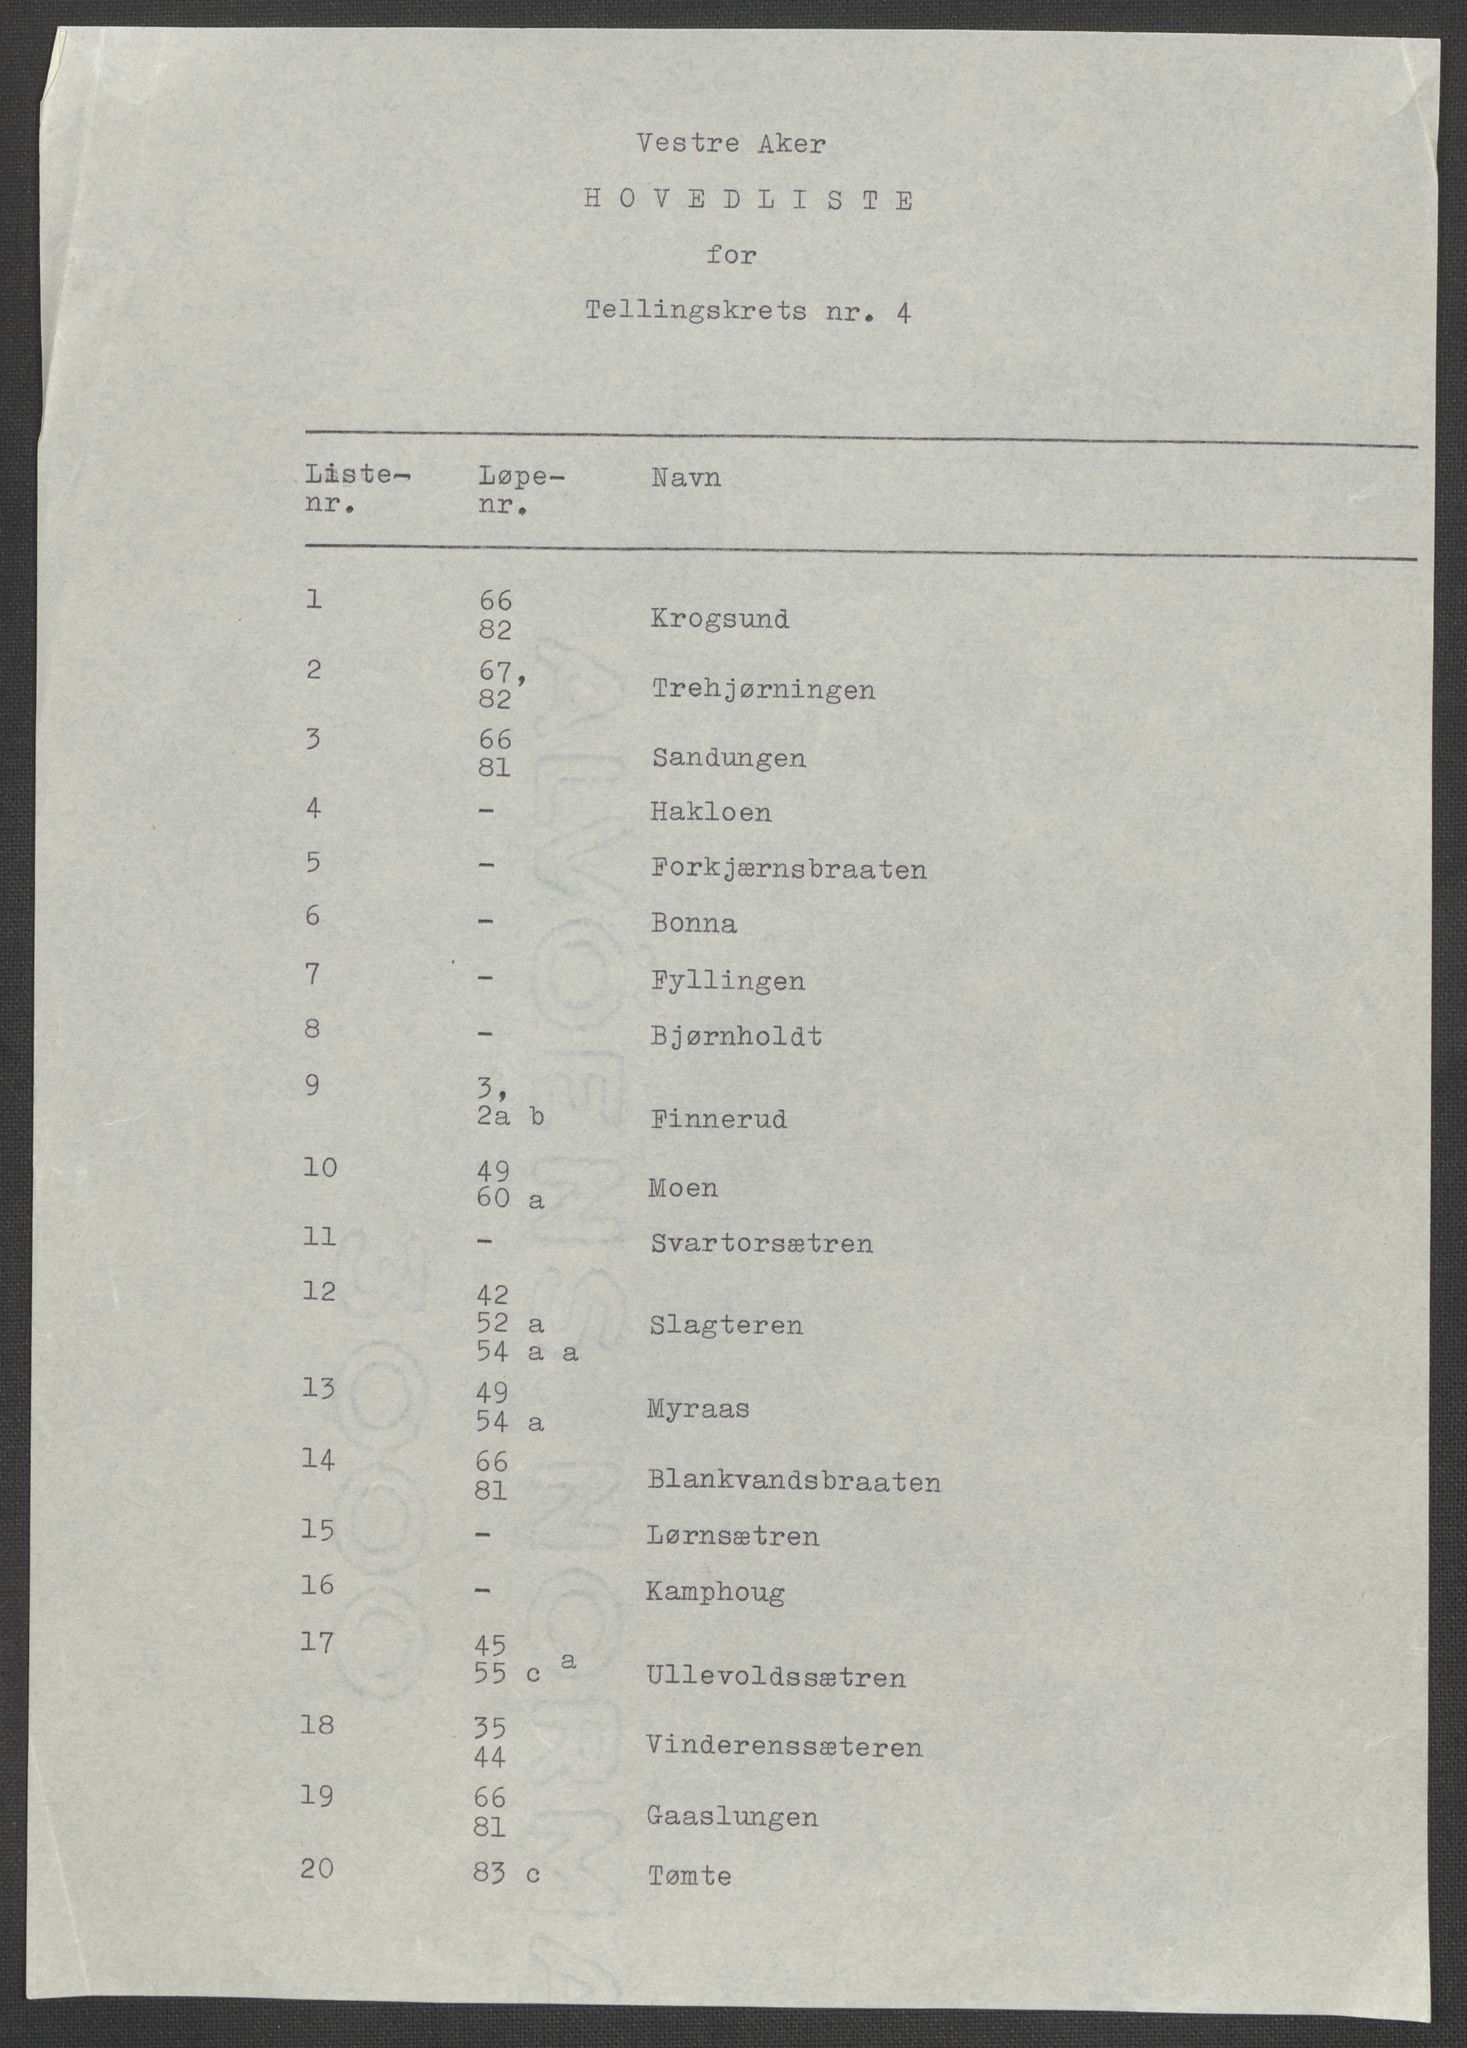 Vestre Aker
H O V E D L I S T E
for
Tellingskrets nr. 4
Liste- Løpe- Navn
nr. nr.
1 66
82 Krogsund
2 67,
82 Trehjørningen
3 66
81 Sandungen
4 - Hakloen
5 - Forkjærnsbraaten
6 - Bonna
7 - Fyllingen
8 - Bjørnholdt
9 3,
2a b Finnerud
10 49
60 a Moen
11 - Svartorsætren
12 42
52 a Slagteren
54 a a
13 49
54 a Myraas
14 66
81 Blankvandsbraaten
15 - Lørnsætren
16 - Kamphoug
17 45
55 c a Ullevoldssætren
18 35
44 Vinderenssæteren
19 66
81 Gaaslungen
20 83 c Tømte